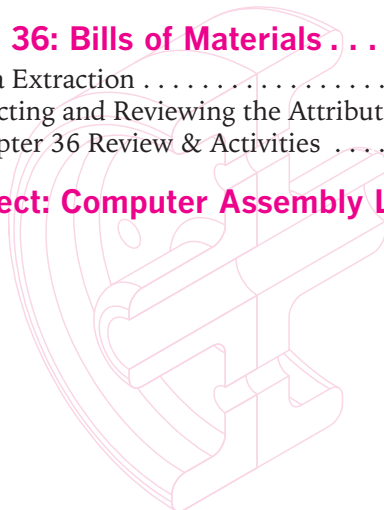 36: Bills of Materials . . . .
a Extraction . . . . . . . . . . . . . . . . . .
cting and Reviewing the Attribut
pter 36 Review & Activities . . . . .
ect: Computer Assembly L